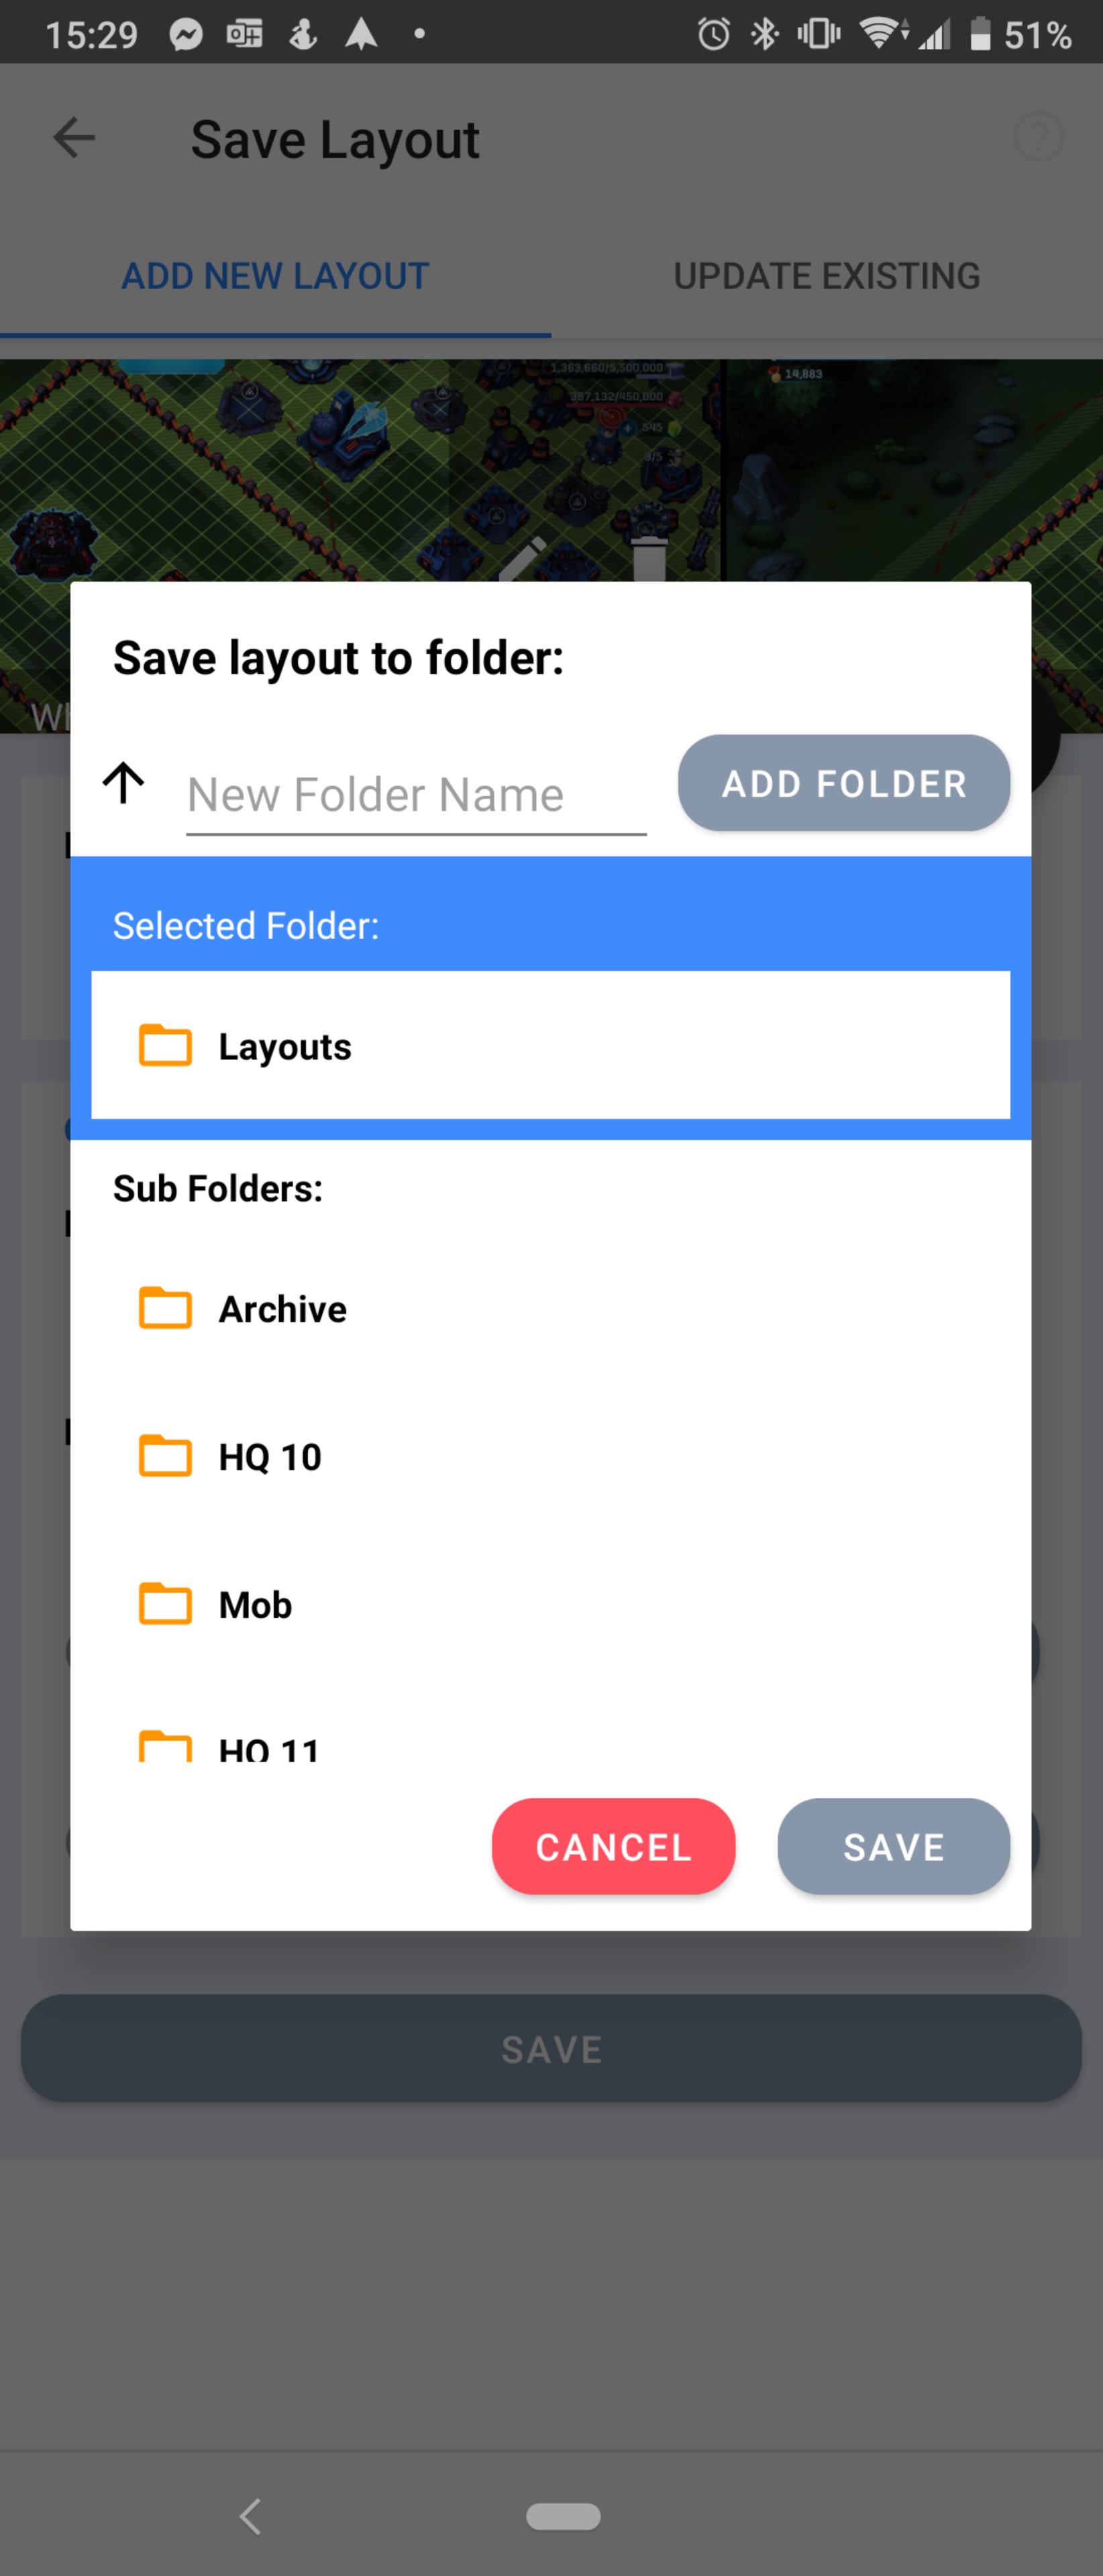 15:29 51%
Save Layout
ADD NEW LAYOUT UPDATE EXISTING
1,363,660/5,500,000
387,132/450,000
545
3/5
14,883
Save layout to folder:
New Folder Name ADD FOLDER
Selected Folder:
Layouts
Sub Folders:
Archive
HQ 10
Mob
HQ 11
CANCEL SAVE
SAVE